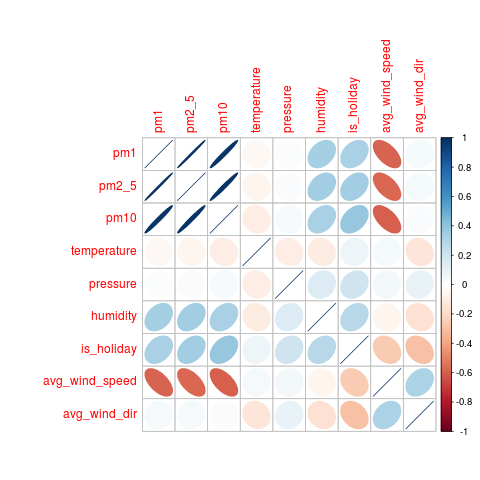 pm1
pm2_5
pm10
temperature
pressure
humidity
is_holiday
avg_wind_speed
avg_wind_dir
pm1
pm2_5
pm10
temperature
pressure
humidity
is_holiday
avg_wind_speed
avg_wind_dir
1
0.8
0.6
0.4
0.2
0
-0.2
-0.4
-0.6
-0.8
-1